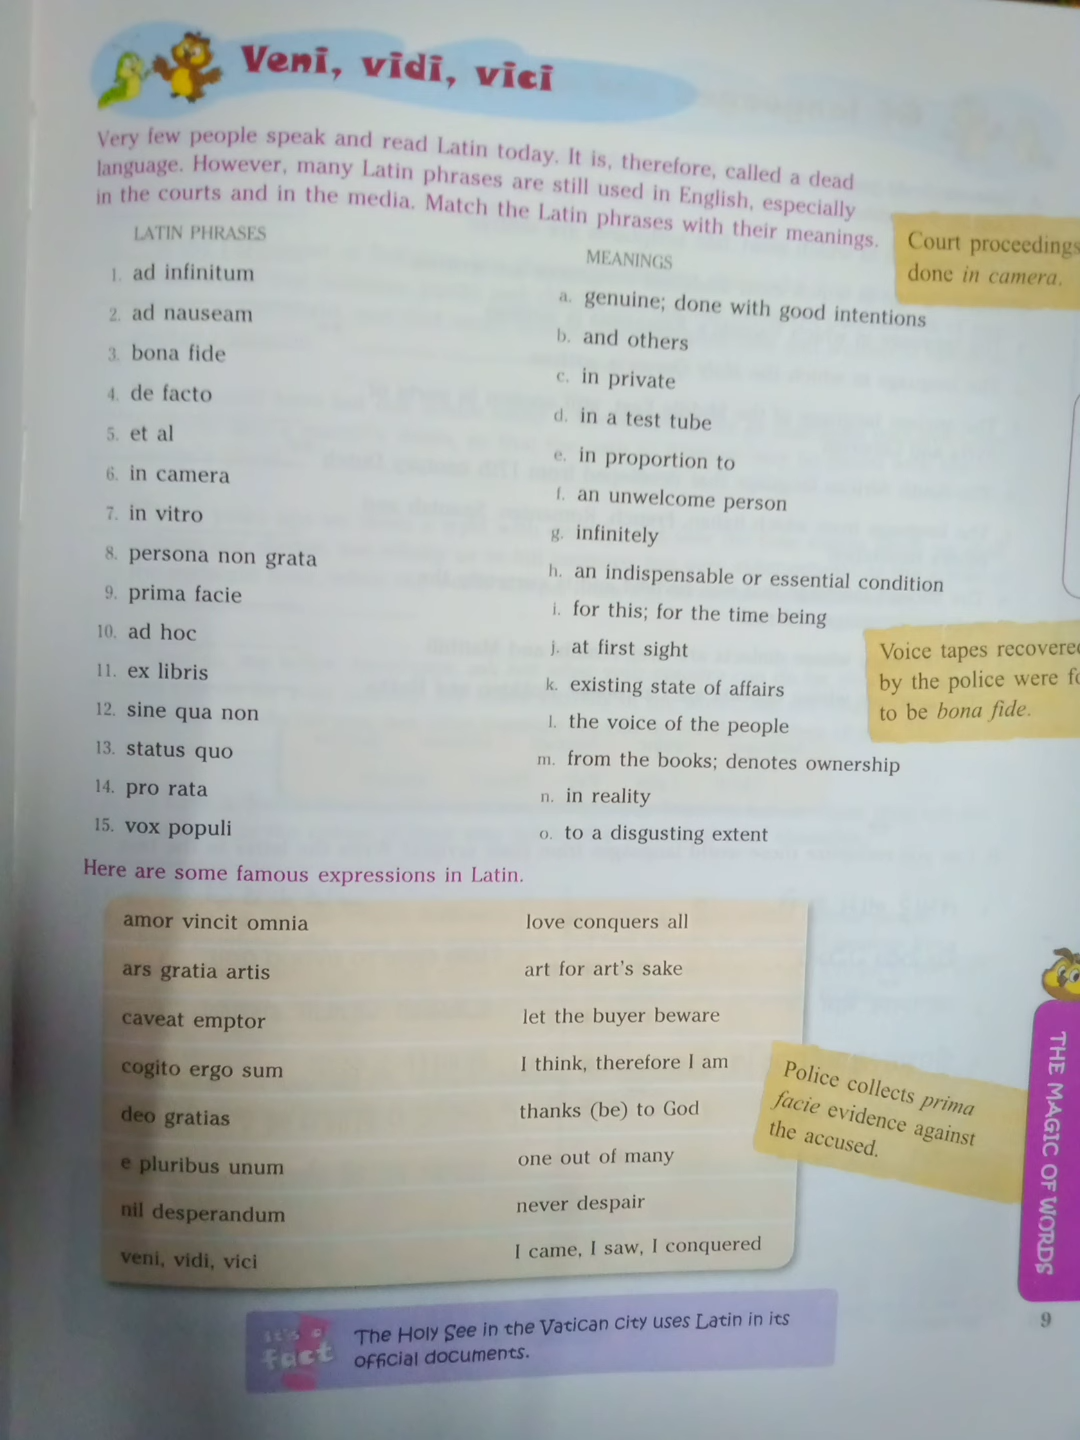 Veni, vidi, vici
Very few people speak and read Latin today. It is, therefore, called a dead
language. However, many Latin phrases are still used in English, especially
in the courts and in the media. Match the Latin phrases with their meanings.
LATIN PHRASES
1. ad infinitum
2. ad nauseam
3. bona fide
4. de facto
5. et al
6. in camera
7. in vitro
8. persona non grata
9. prima facie
10. ad hoc
11. ex libris
12. sine qua non
13. status quo
14. pro rata
15. vox populi
MEANINGS
a. genuine; done with good intentions
b. and others
c. in private
d. in a test tube
e. in proportion to
f. an unwelcome person
g. infinitely
h. an indispensable or essential condition
i. for this; for the time being
j. at first sight
k. existing state of affairs
l. the voice of the people
m. from the books; denotes ownership
n. in reality
o. to a disgusting extent
Court proceedings
done in camera.
Voice tapes recovered
by the police were
to be bona fide.
Here are some famous expressions in Latin.
amor vincit omnia love conquers all
ars gratia artis art for art's sake
caveat emptor let the buyer beware
cogito ergo sum I think, therefore I am
deo gratias thanks (be) to God
e pluribus unum one out of many
nil desperandum never despair
veni, vidi, vici I came, I saw, I conquered
Police collects prima
facie evidence against
the accused.
It's a
fact
The Holy See in the Vatican city uses Latin in its
official documents.
THE MAGIC OF WORDS
9